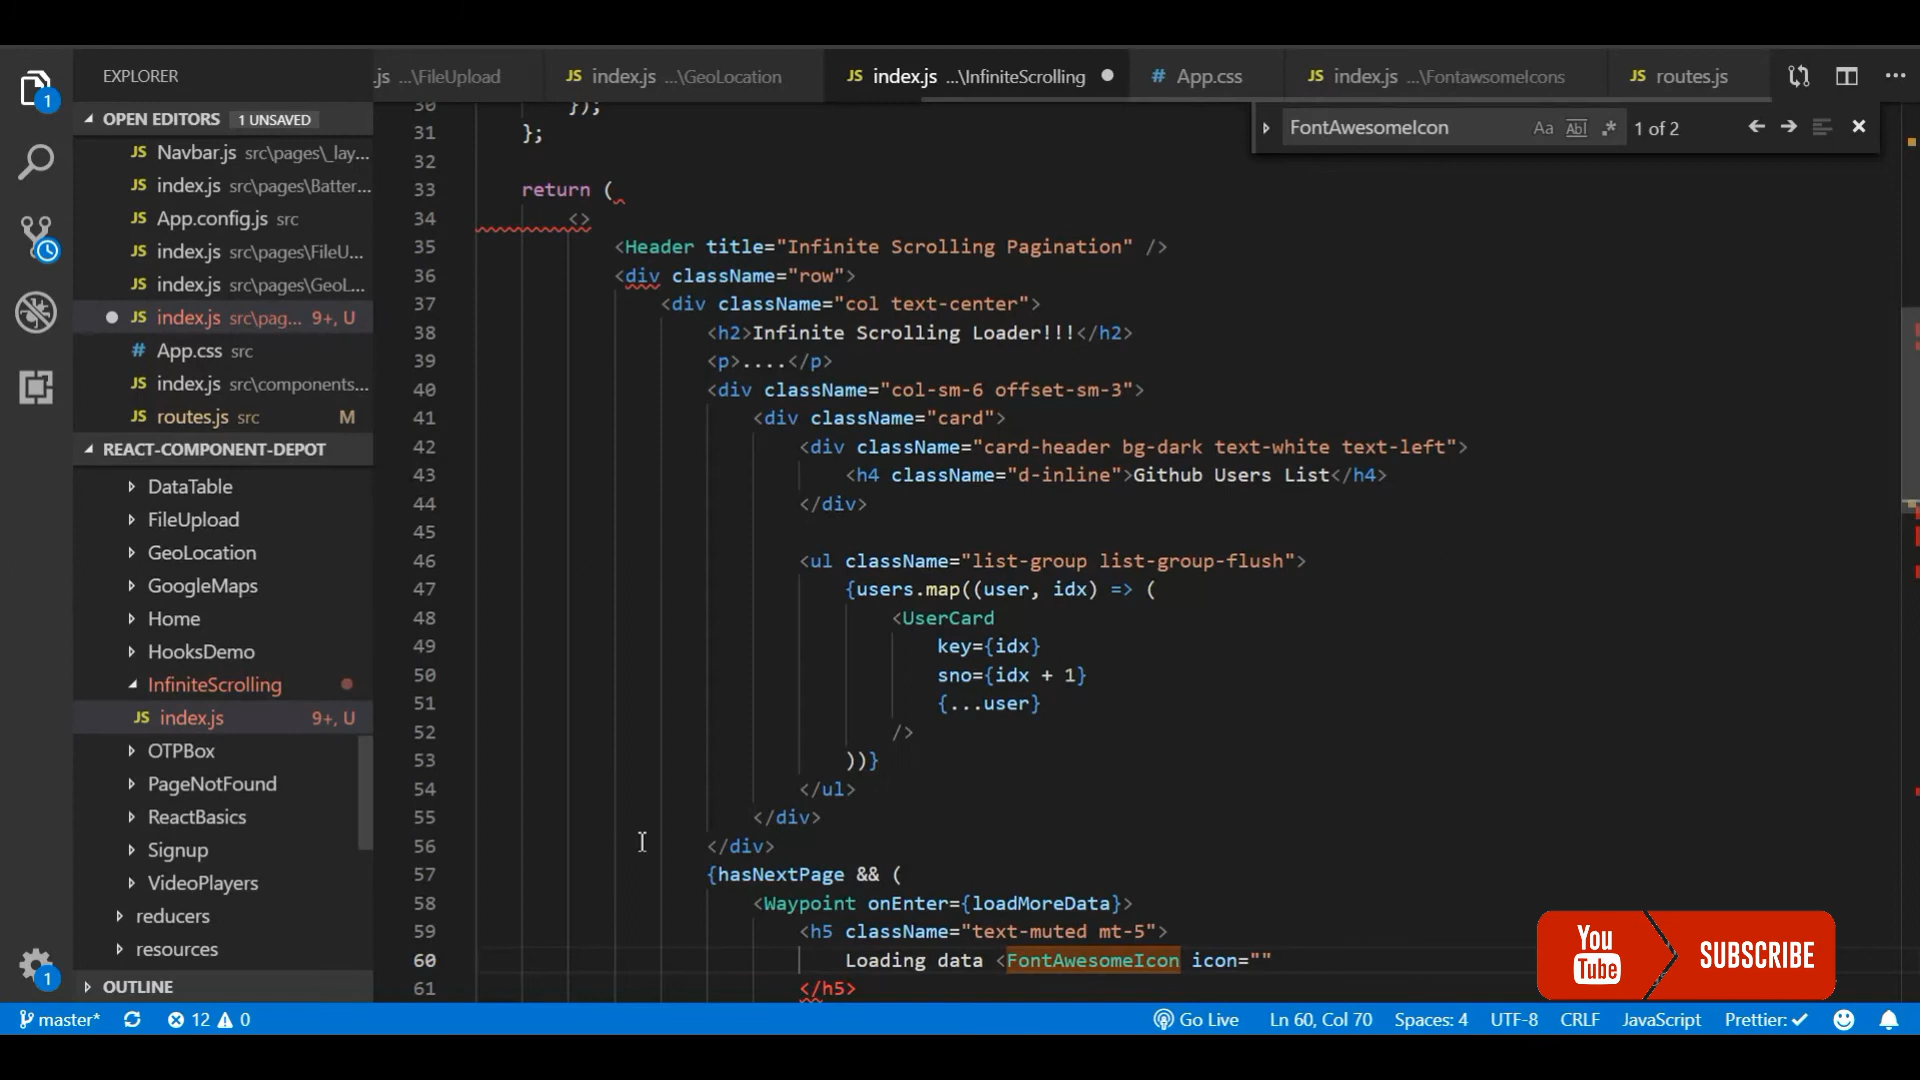 EXPLORER
.js ...\FileUpload
JS index.js ...\GeoLocation
JS index.js ...\InfiniteScrolling
# App.css
JS index.js ...\FontawsomeIcons
JS routes.js
1
OPEN EDITORS 1 UNSAVED
FontAwesomeIcon Aa Abl .* 1 of 2
JS Navbar.js src\pages\_lay...
JS index.js src\pages\Batter...
JS App.config.js src
JS index.js src\pages\FileU...
JS index.js src\pages\GeoL...
JS index.js src\pag... 9+, U
# App.css src
JS index.js src\components...
JS routes.js src M
REACT-COMPONENT-DEPOT
DataTable
FileUpload
GeoLocation
GoogleMaps
Home
HooksDemo
InfiniteScrolling
JS index.js 9+, U
OTPBox
PageNotFound
ReactBasics
Signup
VideoPlayers
reducers
resources
OUTLINE
1
30 });
31 };
32
33 return (
34 <>
35 <Header title="Infinite Scrolling Pagination" />
36 <div className="row">
37 <div className="col text-center">
38 <h2>Infinite Scrolling Loader!!!</h2>
39 <p>....</p>
40 <div className="col-sm-6 offset-sm-3">
41 <div className="card">
42 <div className="card-header bg-dark text-white text-left">
43 <h4 className="d-inline">Github Users List</h4>
44 </div>
45
46 <ul className="list-group list-group-flush">
47 {users.map((user, idx) => (
48 <UserCard
49 key={idx}
50 sno={idx + 1}
51 {...user}
52 />
53 ))}
54 </ul>
55 </div>
56 </div>
57 {hasNextPage && (
58 <Waypoint onEnter={loadMoreData}>
59 <h5 className="text-muted mt-5">
60 Loading data <FontAwesomeIcon icon=""
61 </h5>
You Tube SUBSCRIBE
master* 12 0 Go Live Ln 60, Col 70 Spaces: 4 UTF-8 CRLF JavaScript Prettier: ✓